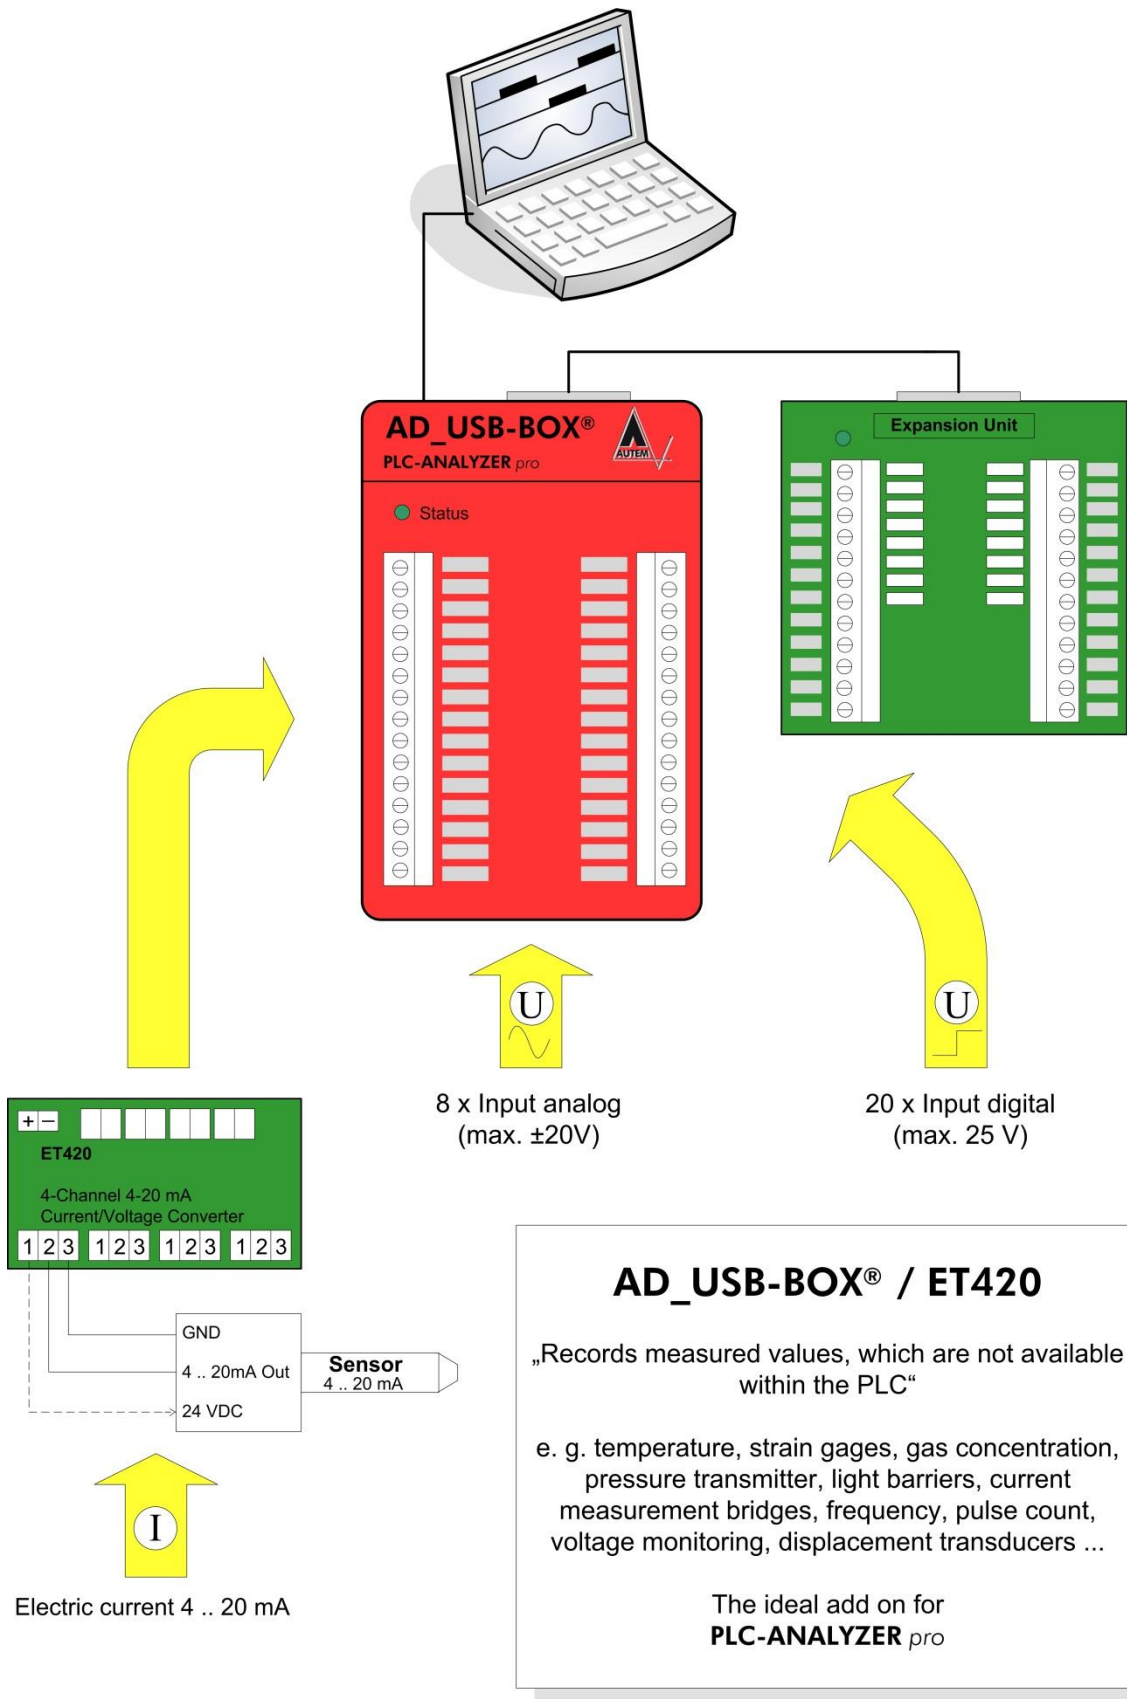 AD_USB-BOX®
PLC-ANALYZER pro
AUTEM
Status
Expansion Unit
U
8 x Input analog
(max. ±20V)
U
20 x Input digital
(max. 25 V)
+ −
ET420
4-Channel 4-20 mA
Current/Voltage Converter
1 2 3 1 2 3 1 2 3 1 2 3
GND
4 .. 20mA Out
24 VDC
Sensor
4 .. 20 mA
I
Electric current 4 .. 20 mA
AD_USB-BOX® / ET420
„Records measured values, which are not available
within the PLC“
e. g. temperature, strain gages, gas concentration,
pressure transmitter, light barriers, current
measurement bridges, frequency, pulse count,
voltage monitoring, displacement transducers ...
The ideal add on for
PLC-ANALYZER pro